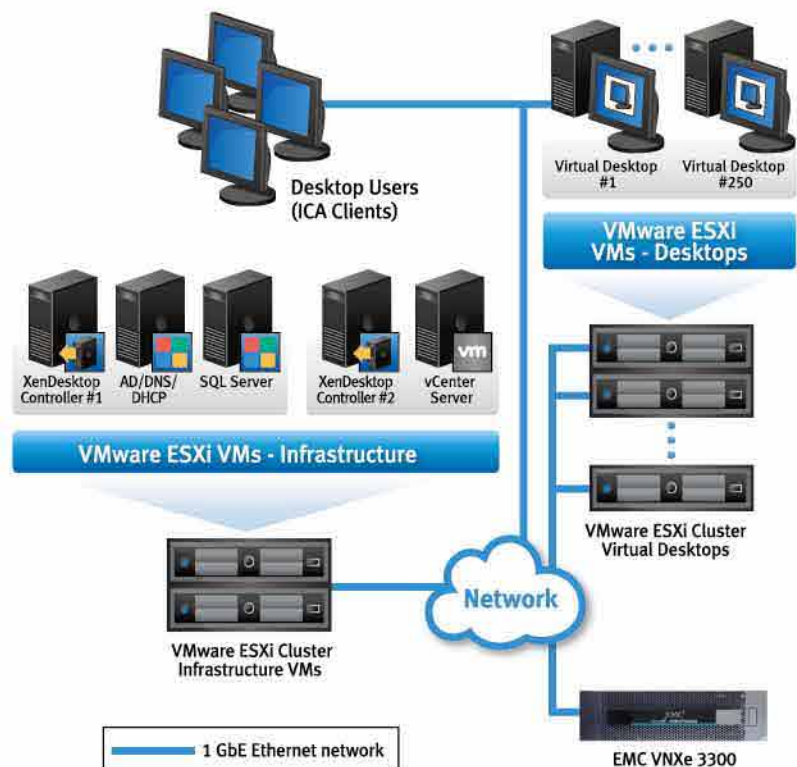 Desktop Users
(ICA Clients)
Virtual Desktop
#1
Virtual Desktop
#250
VMware ESXi
VMs - Desktops
XenDesktop
Controller #1
AD/DNS/
DHCP
SQL Server
XenDesktop
Controller #2
vm
vCenter
Server
VMware ESXi VMs - Infrastructure
VMware ESXi Cluster
Virtual Desktops
Network
VMware ESXi Cluster
Infrastructure VMs
1 GbE Ethernet network
EMC²
EMC VNXe 3300